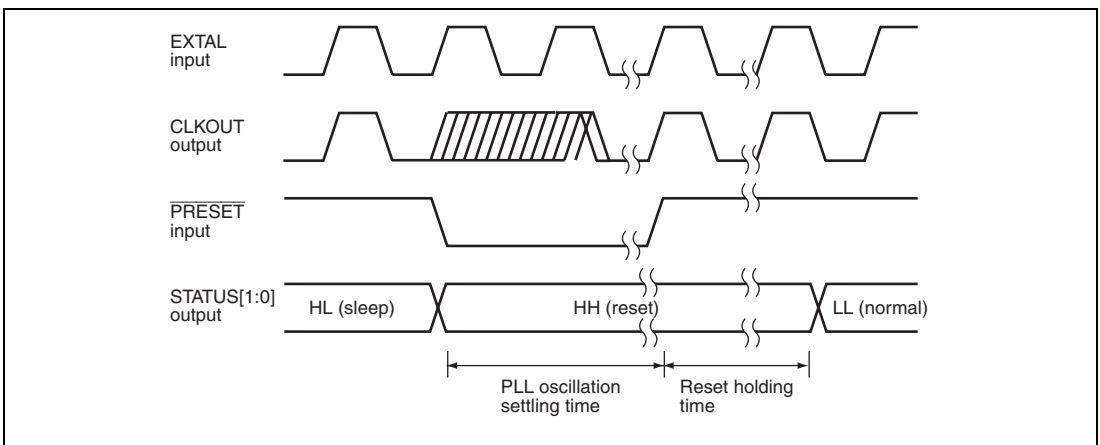 EXTAL
input
CLKOUT
output
PRESET
input
STATUS[1:0]
output
HL (sleep)
HH (reset)
LL (normal)
PLL oscillation
settling time
Reset holding
time